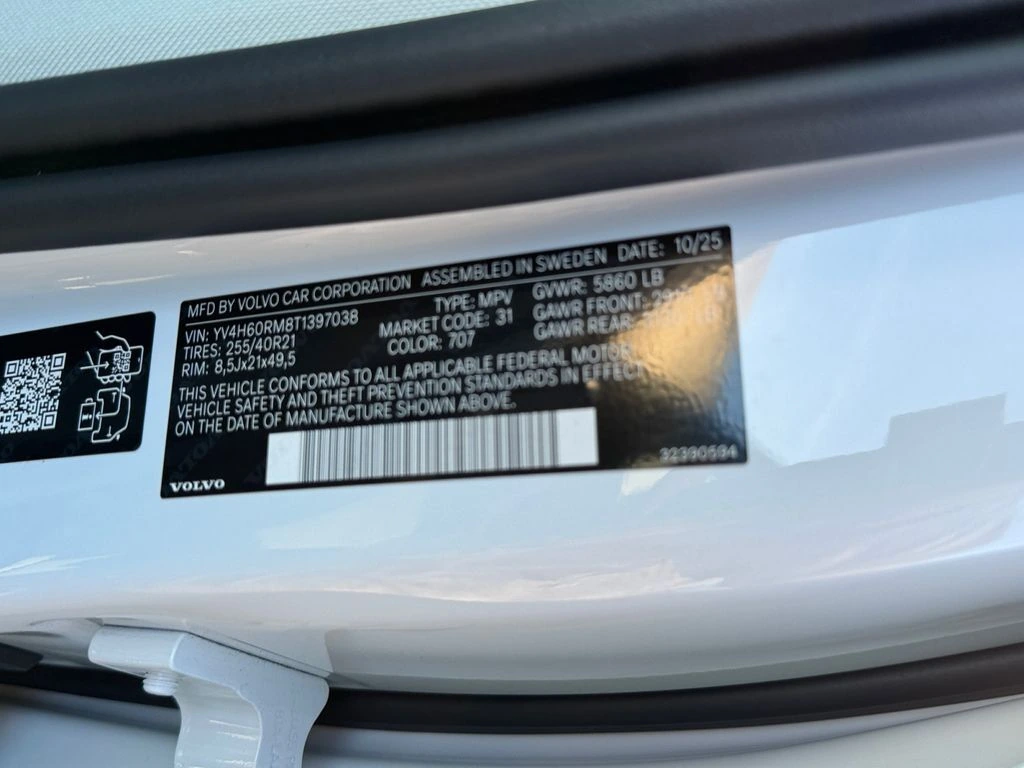 MFD BY VOLVO CAR CORPORATION ASSEMBLED IN SWEDEN DATE: 10/25
VIN: YV4H60RM8T1397038 TYPE: MPV GVWR: 5860 LB
TIRES: 255/40R21 MARKET CODE: 31 GAWR FRONT:
RIM: 8,5Jx21x49,5 COLOR: 707 GAWR REAR: LB
THIS VEHICLE CONFORMS TO ALL APPLICABLE FEDERAL MOTOR
VEHICLE SAFETY AND THEFT PREVENTION STANDARDS IN EFFECT
ON THE DATE OF MANUFACTURE SHOWN ABOVE.
VOLVO 32390594